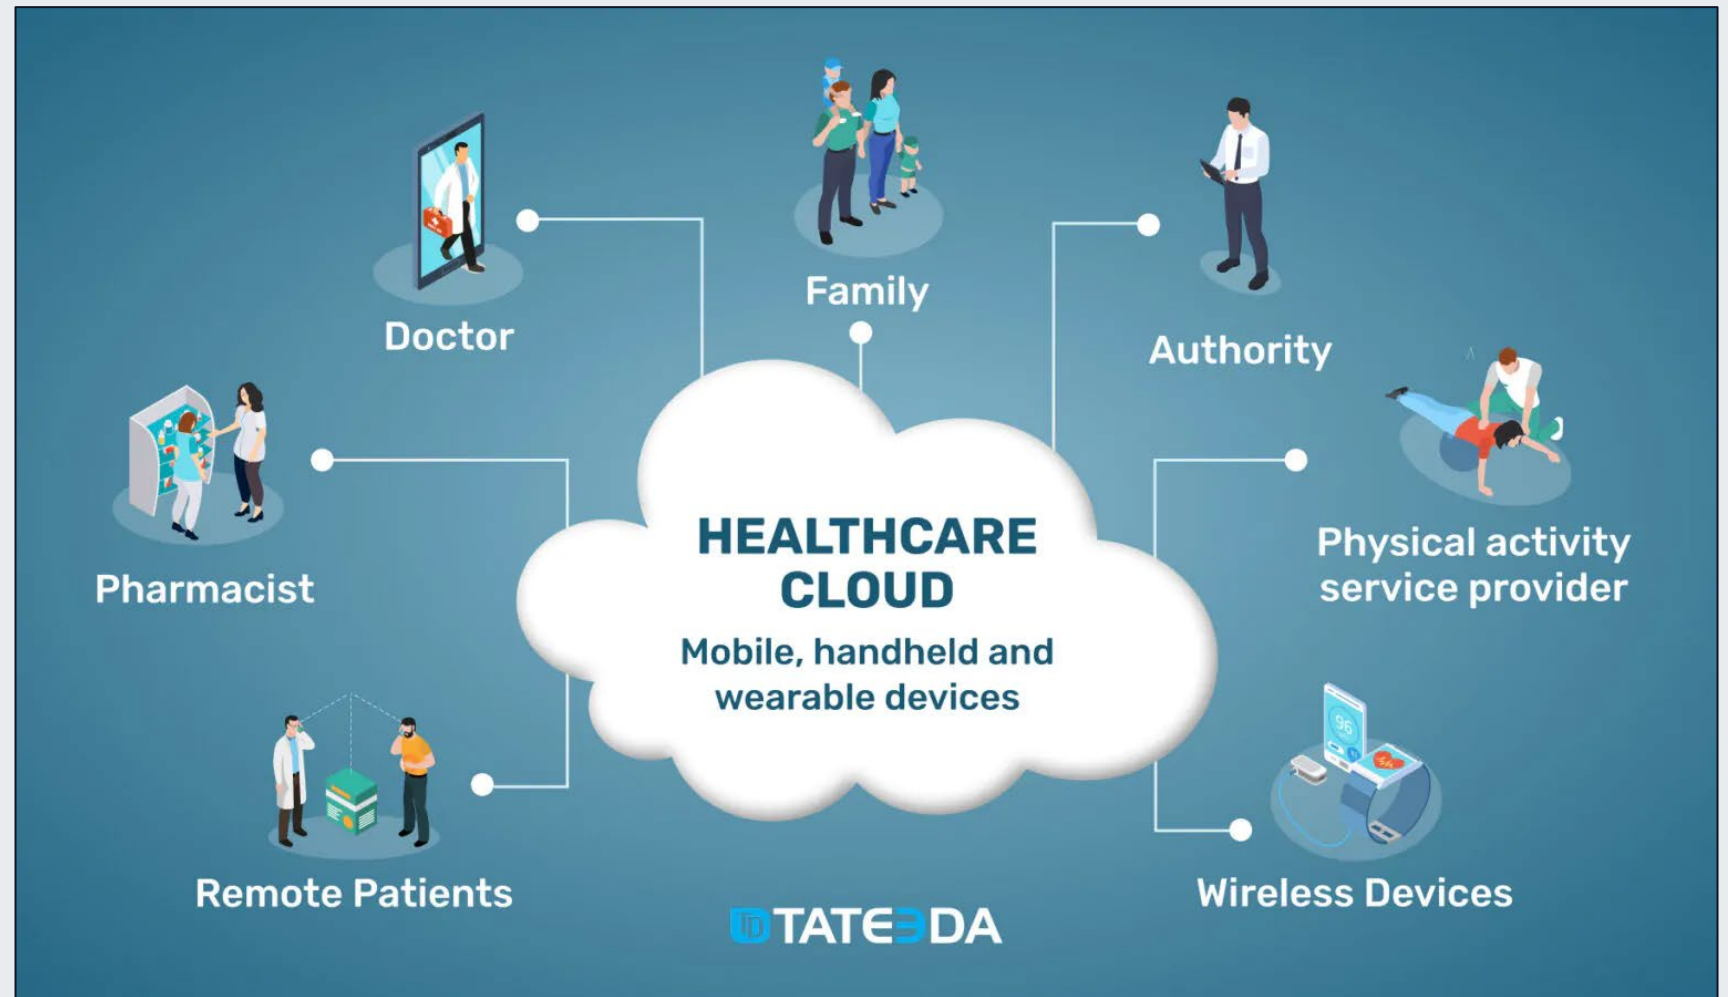 Family
Doctor
Authority
Pharmacist
Physical activity
service provider
HEALTHCARE
CLOUD
Mobile, handheld and
wearable devices
96
Remote Patients
Wireless Devices
TATEEDA